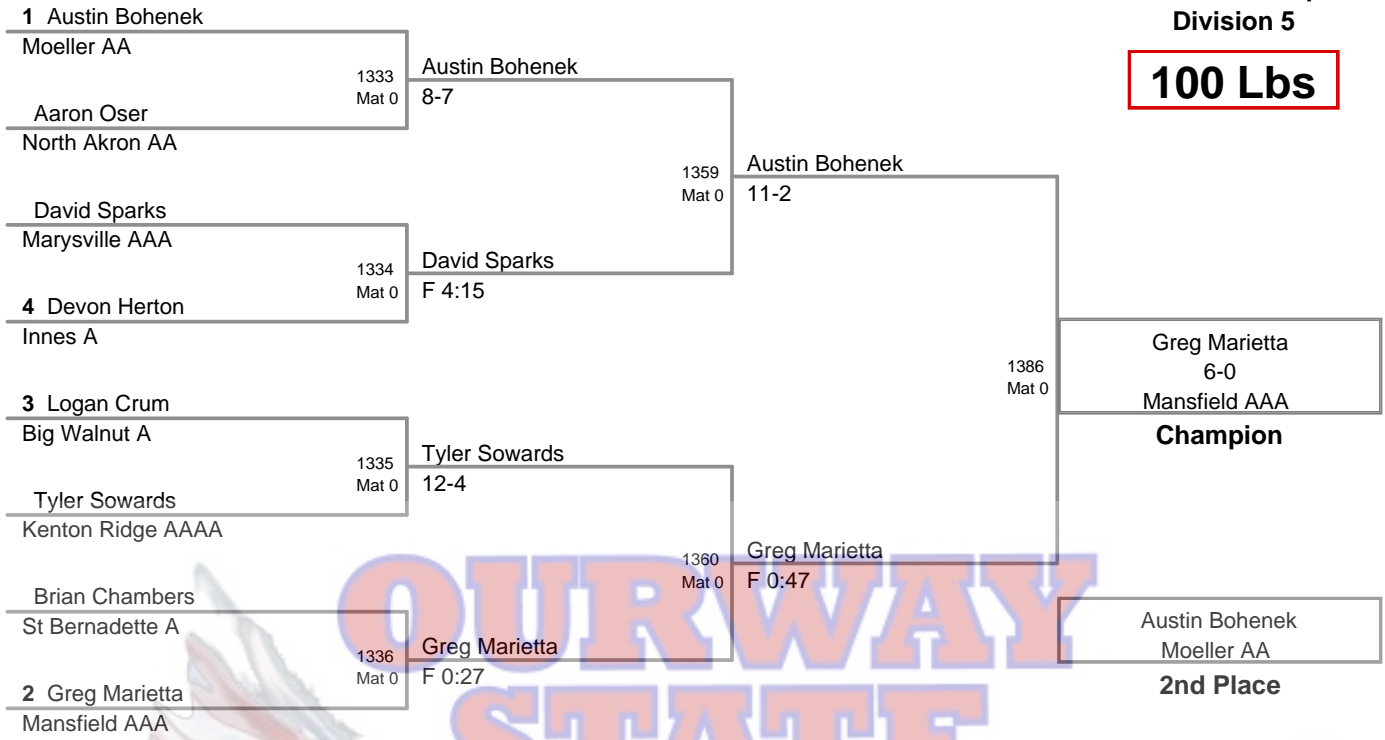 Division 5
100 Lbs
1 Austin Bohenek
Moeller AA
Aaron Oser
North Akron AA
David Sparks
Marysville AAA
4 Devon Herton
Innes A
3 Logan Crum
Big Walnut A
Tyler Sowards
Kenton Ridge AAAA
Brian Chambers
St Bernadette A
2 Greg Marietta
Mansfield AAA
1333
Mat 0
Austin Bohenek
8-7
1334
Mat 0
David Sparks
F 4:15
1335
Mat 0
Tyler Sowards
12-4
1336
Mat 0
Greg Marietta
F 0:27
1359
Mat 0
Austin Bohenek
11-2
1360
Mat 0
Greg Marietta
F 0:47
1386
Mat 0
Greg Marietta
6-0
Mansfield AAA
Champion
Austin Bohenek
Moeller AA
2nd Place
OURWAY
STATE